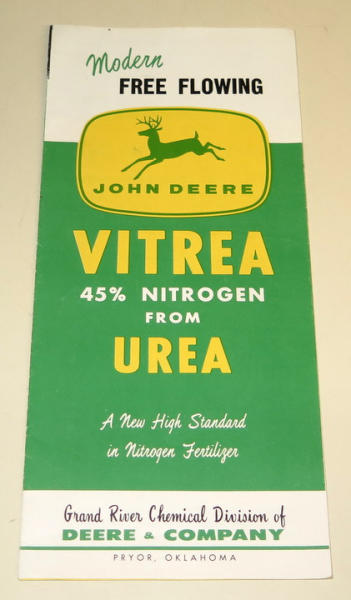 Modern
FREE FLOWING
JOHN DEERE
VITREA
45% NITROGEN
FROM
UREA
A New High Standard
in Nitrogen Fertilizer
Grand River Chemical Division of
DEERE & COMPANY
PRYOR, OKLAHOMA